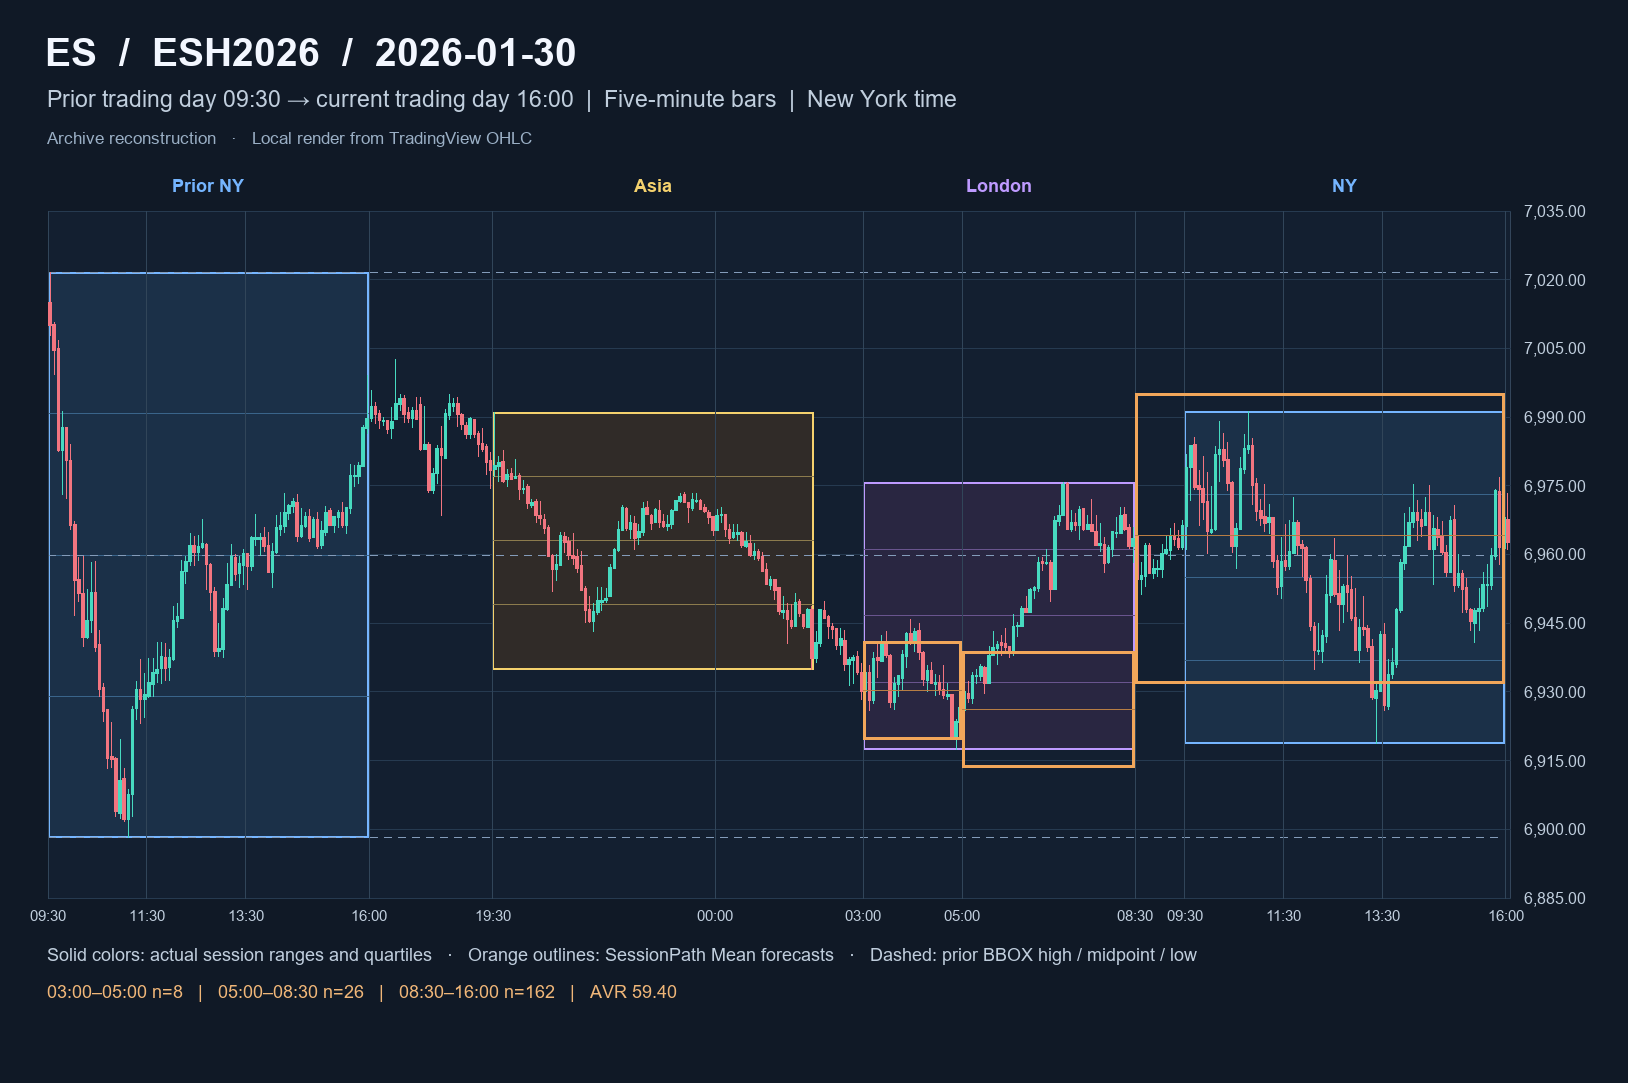 ES / ESH2026 / 2026-01-30
Prior trading day 09:30 → current trading day 16:00 | Five-minute bars | New York time
Archive reconstruction · Local render from TradingView OHLC
Prior NY Asia London NY
7,035.00
7,020.00
7,005.00
6,990.00
6,975.00
6,960.00
6,945.00
6,930.00
6,915.00
6,900.00
6,885.00
09:30 11:30 13:30 16:00 19:30 00:00 03:00 05:00 08:30 09:30 11:30 13:30 16:00
Solid colors: actual session ranges and quartiles · Orange outlines: SessionPath Mean forecasts · Dashed: prior BBOX high / midpoint / low
03:00–05:00 n=8 | 05:00–08:30 n=26 | 08:30–16:00 n=162 | AVR 59.40